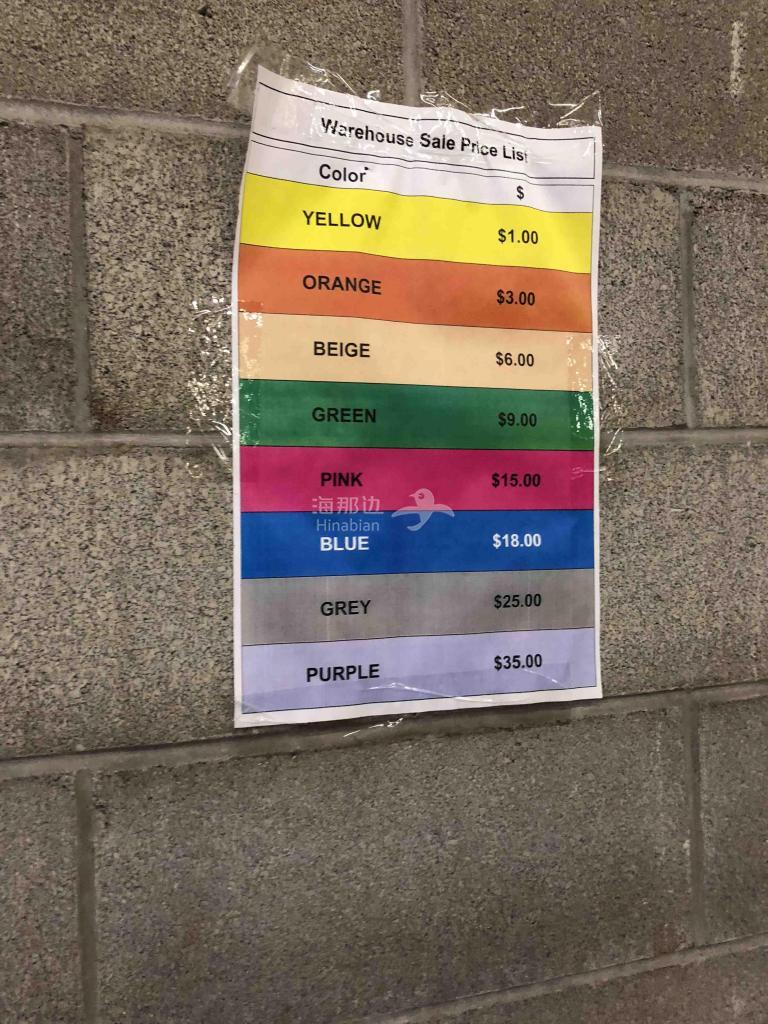 Warehouse Sale Price List
Color $
YELLOW $1.00
ORANGE $3.00
BEIGE $6.00
GREEN $9.00
PINK $15.00
海那边
Hinabian
BLUE $18.00
GREY $25.00
PURPLE $35.00